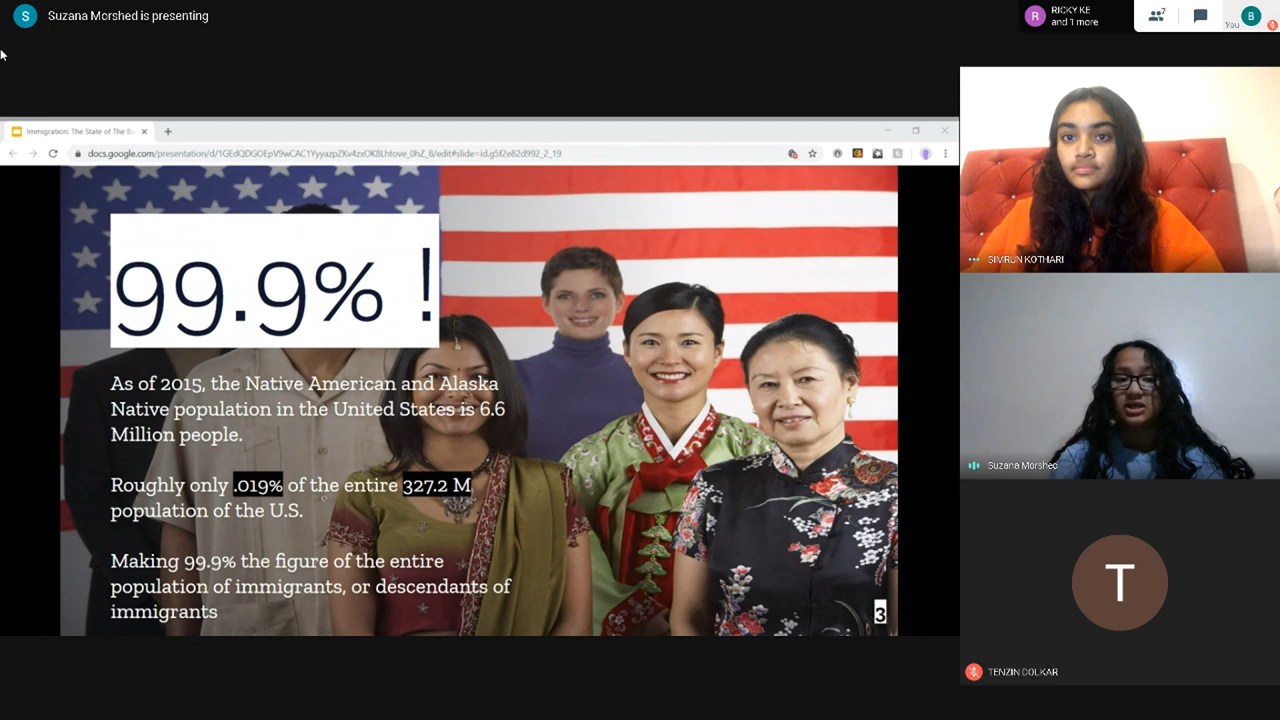 S Suzana Morshed is presenting
R RICKY KE
and 1 more
7
You
B
Immigration: The State of The Ba
docs.google.com/presentation/d/1GEdQDGOEpV9wCAC1YyyazpZKv4zxOK8Lhtove_0hZ_8/edit#slide=id.g5f2e82d992_2_19
99.9% !
As of 2015, the Native American and Alaska
Native population in the United States is 6.6
Million people.
Roughly only .019% of the entire 327.2 M
population of the U.S.
Making 99.9% the figure of the entire
population of immigrants, or descendants of
immigrants
3
SIMRUN KOTHARI
Suzana Morshed
T
TENZIN DOLKAR